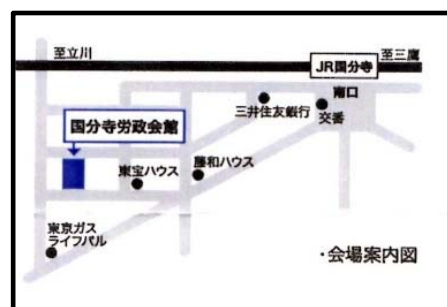 至立川
JR国分寺
至三鷹
南口
三井住友銀行
交番
国分寺労政会館
東宝ハウス
藤和ハウス
東京ガス
ライフバル
・会場案内図